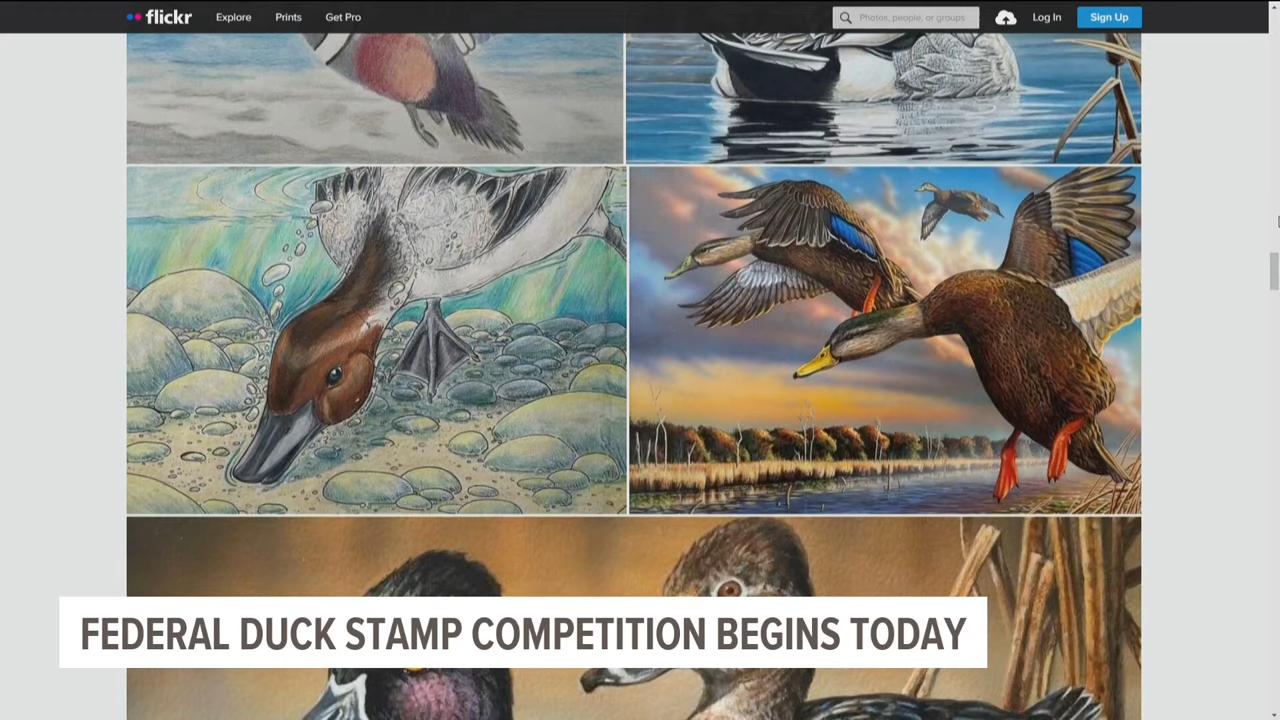 flickr Explore Prints Get Pro Photos, people, or groups Log In Sign Up
FEDERAL DUCK STAMP COMPETITION BEGINS TODAY